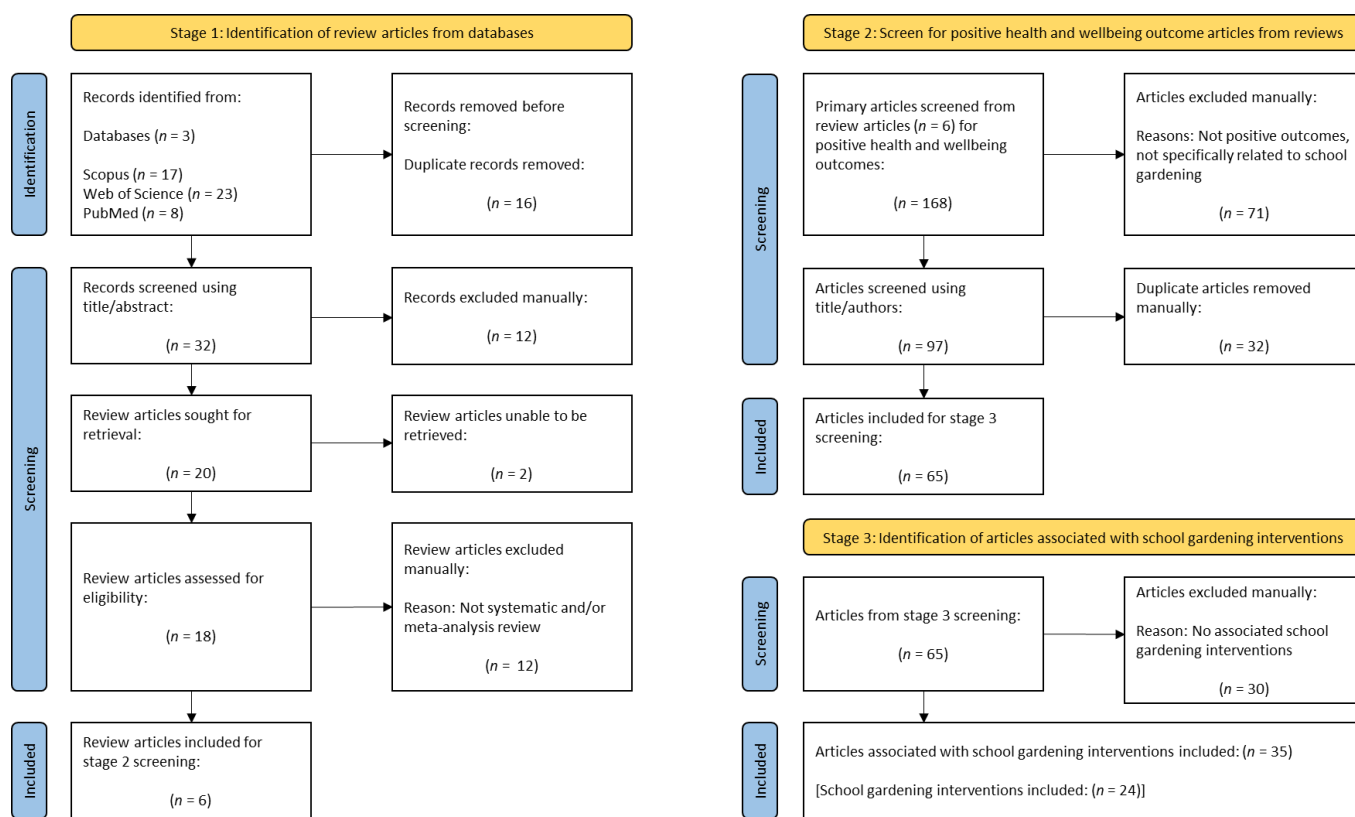 Stage 1: Identification of review articles from databases
Identification
Records identified from:
Databases (n = 3)
Scopus (n = 17)
Web of Science (n = 23)
PubMed (n = 8)
Records removed before
screening:
Duplicate records removed:
(n = 16)
Screening
Records screened using
title/abstract:
(n = 32)
Records excluded manually:
(n = 12)
Review articles sought for
retrieval:
(n = 20)
Review articles unable to be
retrieved:
(n = 2)
Review articles assessed for
eligibility:
(n = 18)
Review articles excluded
manually:
Reason: Not systematic and/or
meta-analysis review
(n = 12)
Included
Review articles included for
stage 2 screening:
(n = 6)
Stage 2: Screen for positive health and wellbeing outcome articles from reviews
Screening
Primary articles screened from
review articles (n = 6) for
positive health and wellbeing
outcomes:
(n = 168)
Articles excluded manually:
Reasons: Not positive outcomes,
not specifically related to school
gardening
(n = 71)
Articles screened using
title/authors:
(n = 97)
Duplicate articles removed
manually:
(n = 32)
Included
Articles included for stage 3
screening:
(n = 65)
Stage 3: Identification of articles associated with school gardening interventions
Screening
Articles from stage 3 screening:
(n = 65)
Articles excluded manually:
Reason: No associated school
gardening interventions
(n = 30)
Included
Articles associated with school gardening interventions included: (n = 35)
[School gardening interventions included: (n = 24)]